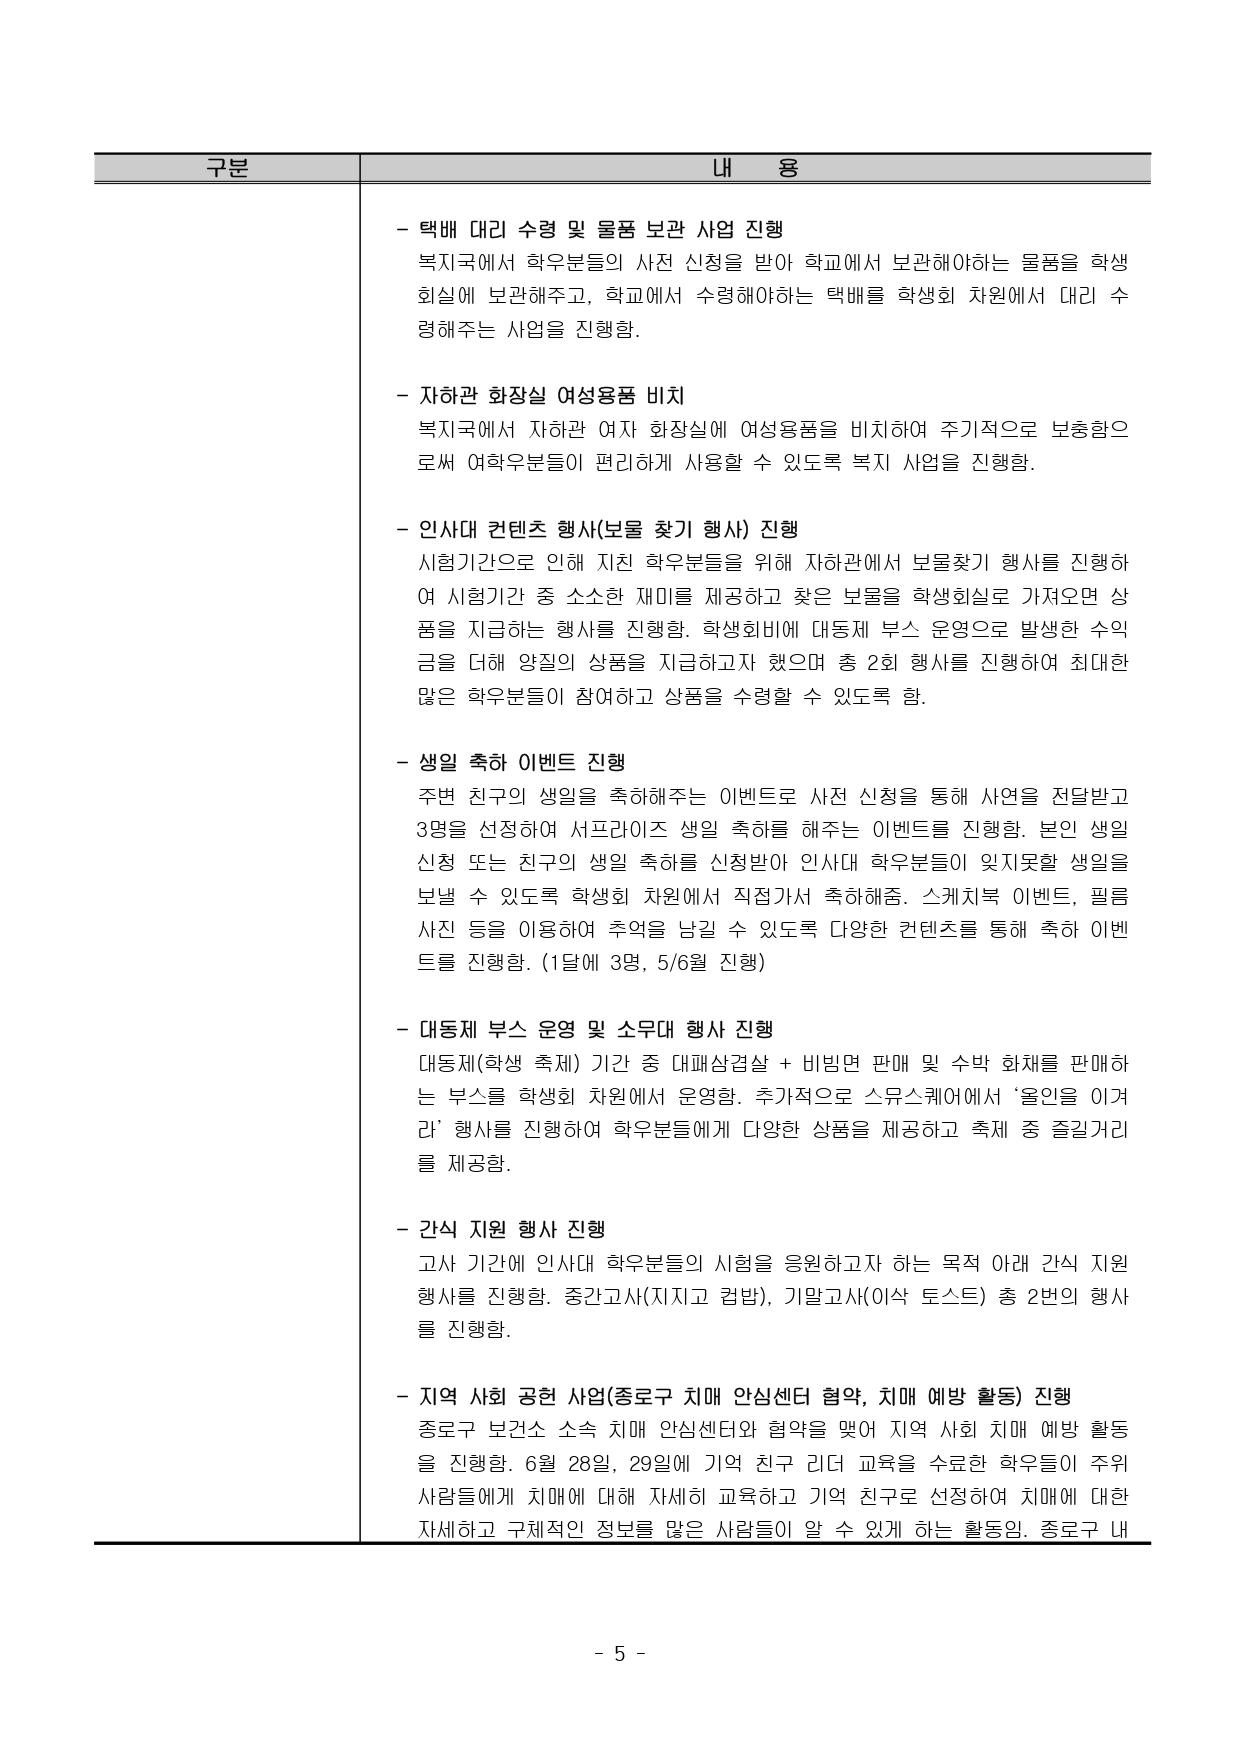 구분 내 용
- 택배 대리 수령 및 물품 보관 사업 진행
복지국에서 학우분들의 사전 신청을 받아 학교에서 보관해야하는 물품을 학생
회실에 보관해주고, 학교에서 수령해야하는 택배를 학생회 차원에서 대리 수
령해주는 사업을 진행함.
- 자하관 화장실 여성용품 비치
복지국에서 자하관 여자 화장실에 여성용품을 비치하여 주기적으로 보충함으
로써 여학우분들이 편리하게 사용할 수 있도록 복지 사업을 진행함.
- 인사대 컨텐츠 행사(보물 찾기 행사) 진행
시험기간으로 인해 지친 학우분들을 위해 자하관에서 보물찾기 행사를 진행하
여 시험기간 중 소소한 재미를 제공하고 찾은 보물을 학생회실로 가져오면 상
품을 지급하는 행사를 진행함. 학생회비에 대동제 부스 운영으로 발생한 수익
금을 더해 양질의 상품을 지급하고자 했으며 총 2회 행사를 진행하여 최대한
많은 학우분들이 참여하고 상품을 수령할 수 있도록 함.
- 생일 축하 이벤트 진행
주변 친구의 생일을 축하해주는 이벤트로 사전 신청을 통해 사연을 전달받고
3명을 선정하여 서프라이즈 생일 축하를 해주는 이벤트를 진행함. 본인 생일
신청 또는 친구의 생일 축하를 신청받아 인사대 학우분들이 잊지못할 생일을
보낼 수 있도록 학생회 차원에서 직접가서 축하해줌. 스케치북 이벤트, 필름
사진 등을 이용하여 추억을 남길 수 있도록 다양한 컨텐츠를 통해 축하 이벤
트를 진행함. (1달에 3명, 5/6월 진행)
- 대동제 부스 운영 및 소무대 행사 진행
대동제(학생 축제) 기간 중 대패삼겹살 + 비빔면 판매 및 수박 화채를 판매하
는 부스를 학생회 차원에서 운영함. 추가적으로 스뮤스퀘어에서 ‘올인을 이겨
라’ 행사를 진행하여 학우분들에게 다양한 상품을 제공하고 축제 중 즐길거리
를 제공함.
- 간식 지원 행사 진행
고사 기간에 인사대 학우분들의 시험을 응원하고자 하는 목적 아래 간식 지원
행사를 진행함. 중간고사(지지고 컵밥), 기말고사(이삭 토스트) 총 2번의 행사
를 진행함.
- 지역 사회 공헌 사업(종로구 치매 안심센터 협약, 치매 예방 활동) 진행
종로구 보건소 소속 치매 안심센터와 협약을 맺어 지역 사회 치매 예방 활동
을 진행함. 6월 28일, 29일에 기억 친구 리더 교육을 수료한 학우들이 주위
사람들에게 치매에 대해 자세히 교육하고 기억 친구로 선정하여 치매에 대한
자세하고 구체적인 정보를 많은 사람들이 알 수 있게 하는 활동임. 종로구 내
- 5 -